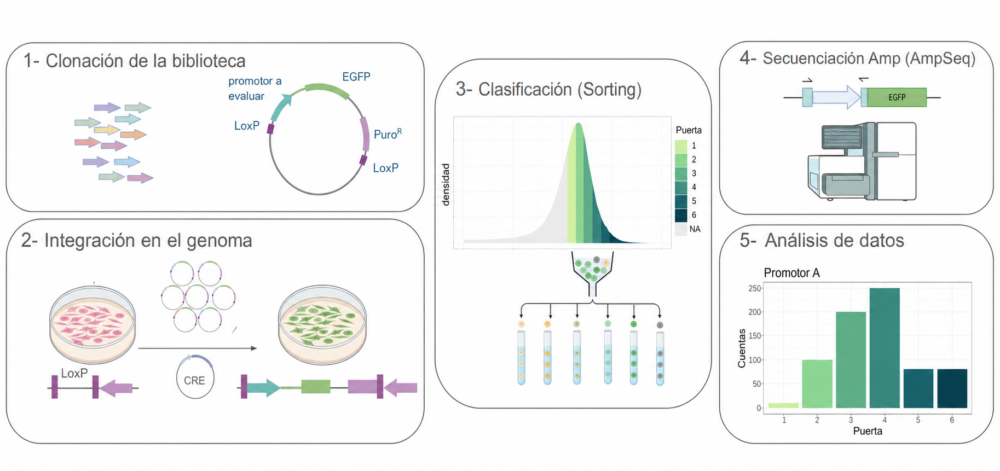 1- Clonación de la biblioteca
promotor a
evaluar
EGFP
LoxP
Puro^R
LoxP
2- Integración en el genoma
LoxP
CRE
3- Clasificación (Sorting)
densidad
Puerta
1
2
3
4
5
6
NA
4- Secuenciación Amp (AmpSeq)
EGFP
5- Análisis de datos
Promotor A
Cuentas
250
200
150
100
50
0
1 2 3 4 5 6
Puerta